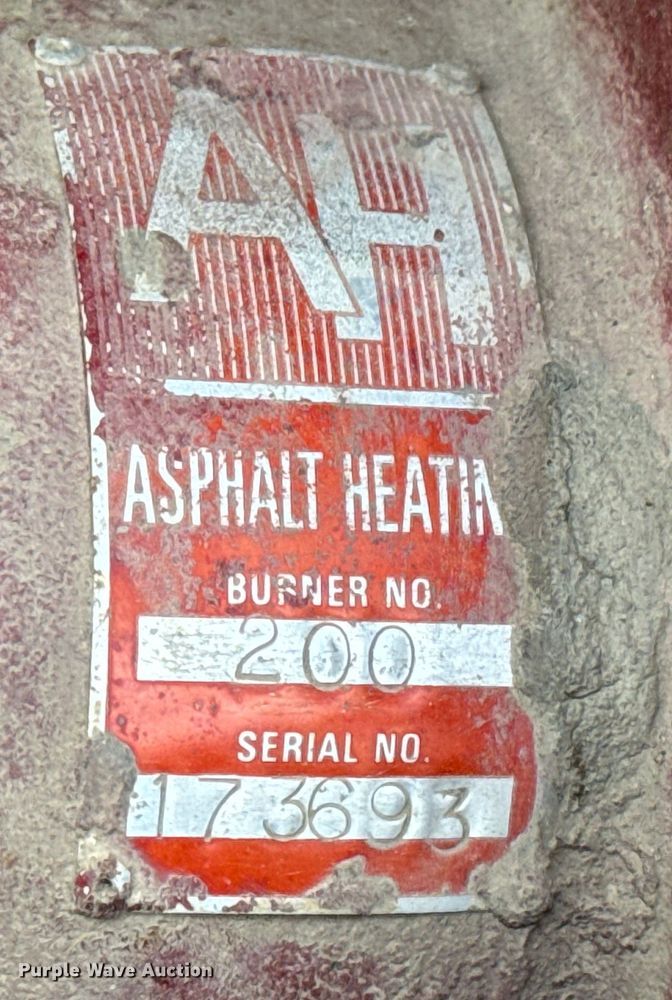 AH
ASPHALT HEATIN
BURNER NO.
200
SERIAL NO.
173693
Purple Wave Auction